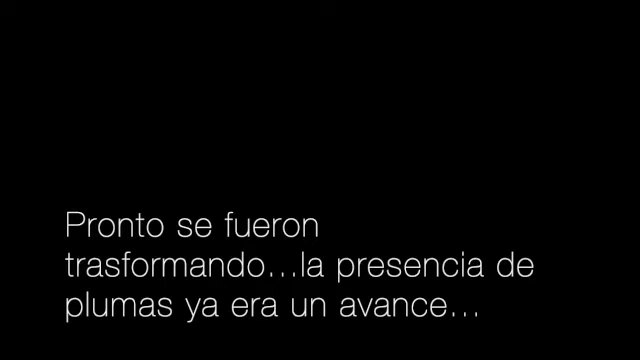 Pronto se fueron
trasformando...la presencia de
plumas ya era un avance...